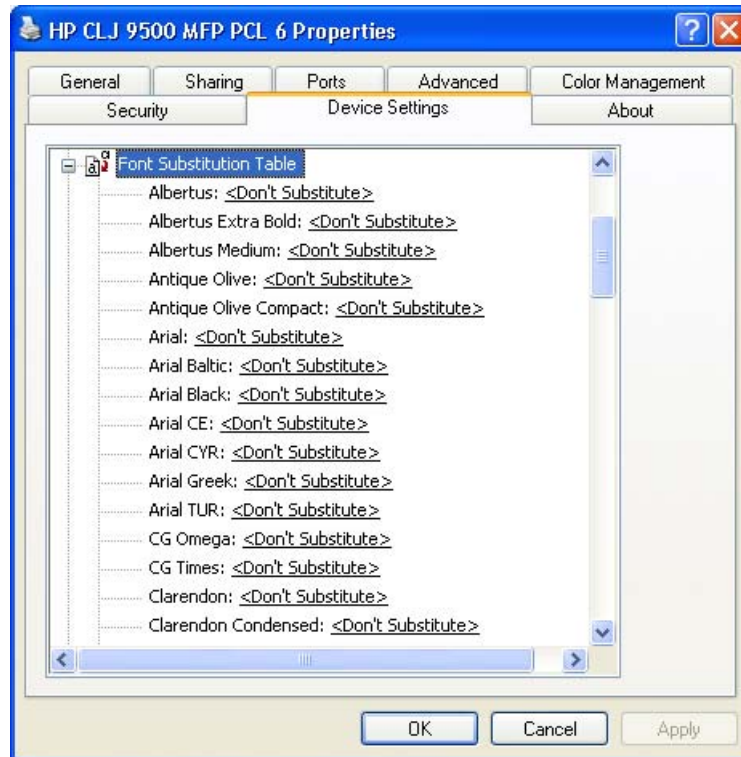 HP CLJ 9500 MFP PCL 6 Properties
General Sharing Ports Advanced Color Management
Security Device Settings About
Font Substitution Table
Albertus: <Don't Substitute>
Albertus Extra Bold: <Don't Substitute>
Albertus Medium: <Don't Substitute>
Antique Olive: <Don't Substitute>
Antique Olive Compact: <Don't Substitute>
Arial: <Don't Substitute>
Arial Baltic: <Don't Substitute>
Arial Black: <Don't Substitute>
Arial CE: <Don't Substitute>
Arial CYR: <Don't Substitute>
Arial Greek: <Don't Substitute>
Arial TUR: <Don't Substitute>
CG Omega: <Don't Substitute>
CG Times: <Don't Substitute>
Clarendon: <Don't Substitute>
Clarendon Condensed: <Don't Substitute>
OK Cancel Apply